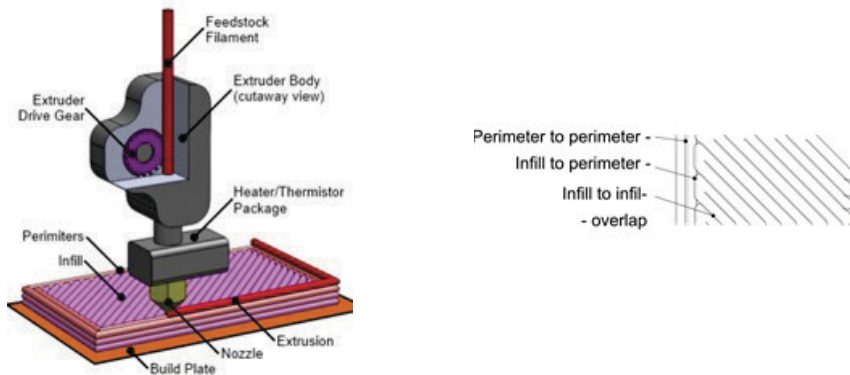 Feedstock
Filament
Extruder Body
(cutaway view)
Extruder
Drive Gear
Heater/Thermistor
Package
Perimiters
Infill
Extrusion
Nozzle
Build Plate
Perimeter to perimeter -
Infill to perimeter -
Infill to infil-
- overlap